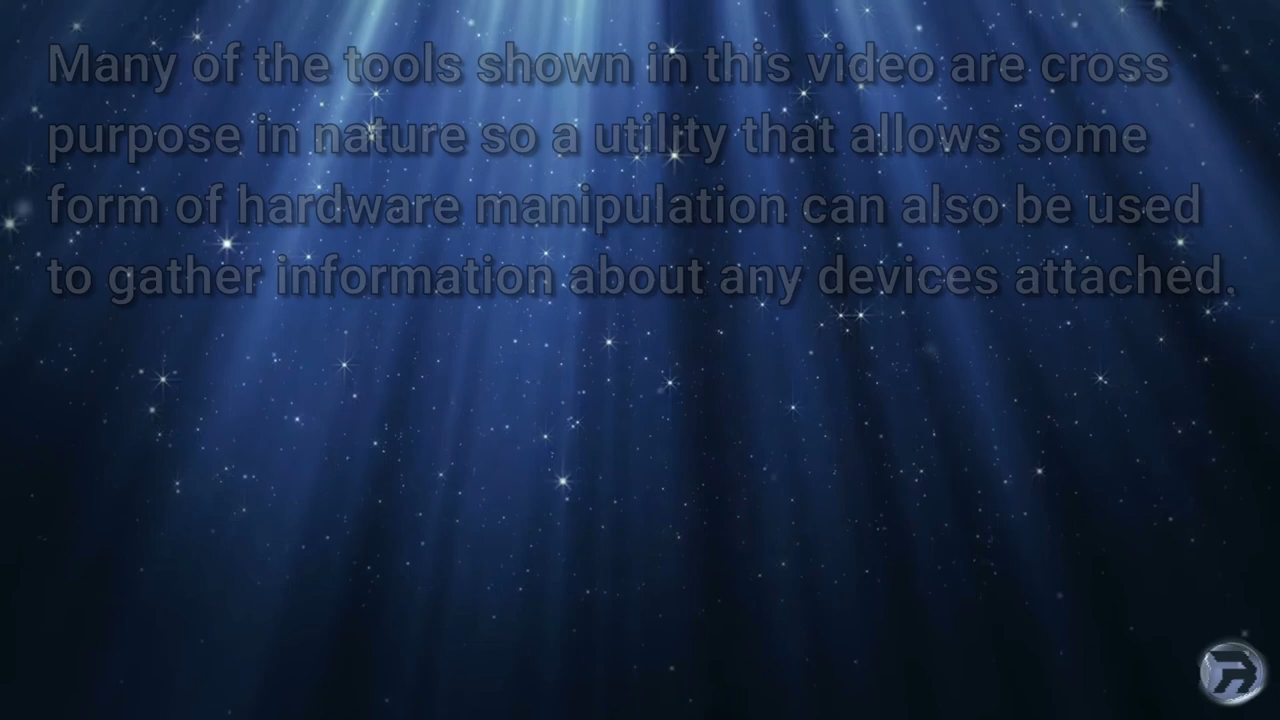 Many of the tools shown in this video are cross
purpose in nature so a utility that allows some
form of hardware manipulation can also be used
to gather information about any devices attached.